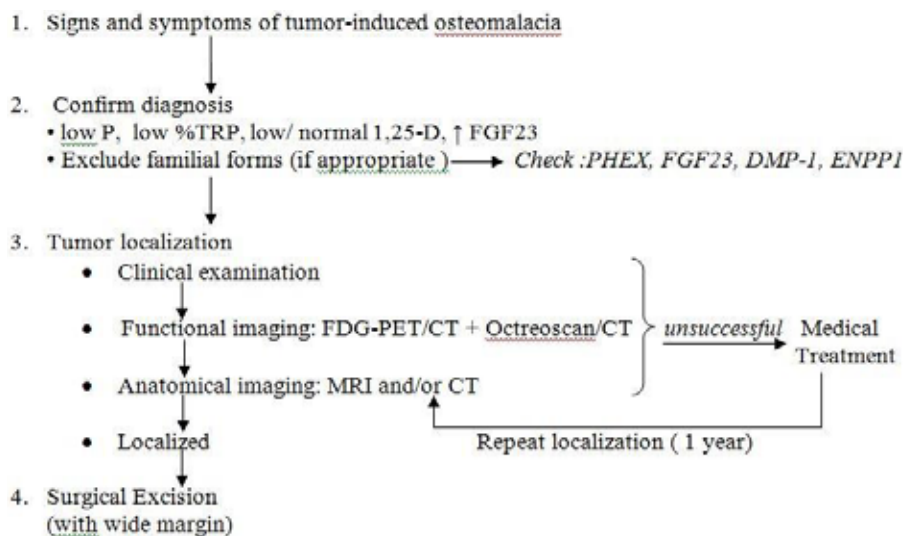 1. Signs and symptoms of tumor-induced osteomalacia
2. Confirm diagnosis
• low P, low %TRP, low/ normal 1,25-D, ↑ FGF23
• Exclude familial forms (if appropriate ) Check :PHEX, FGF23, DMP-1, ENPP1
3. Tumor localization
• Clinical examination
• Functional imaging: FDG-PET/CT + Octreoscan/CT
unsuccessful Medical
Treatment
• Anatomical imaging: MRI and/or CT
• Localized
Repeat localization ( 1 year)
4. Surgical Excision
(with wide margin)